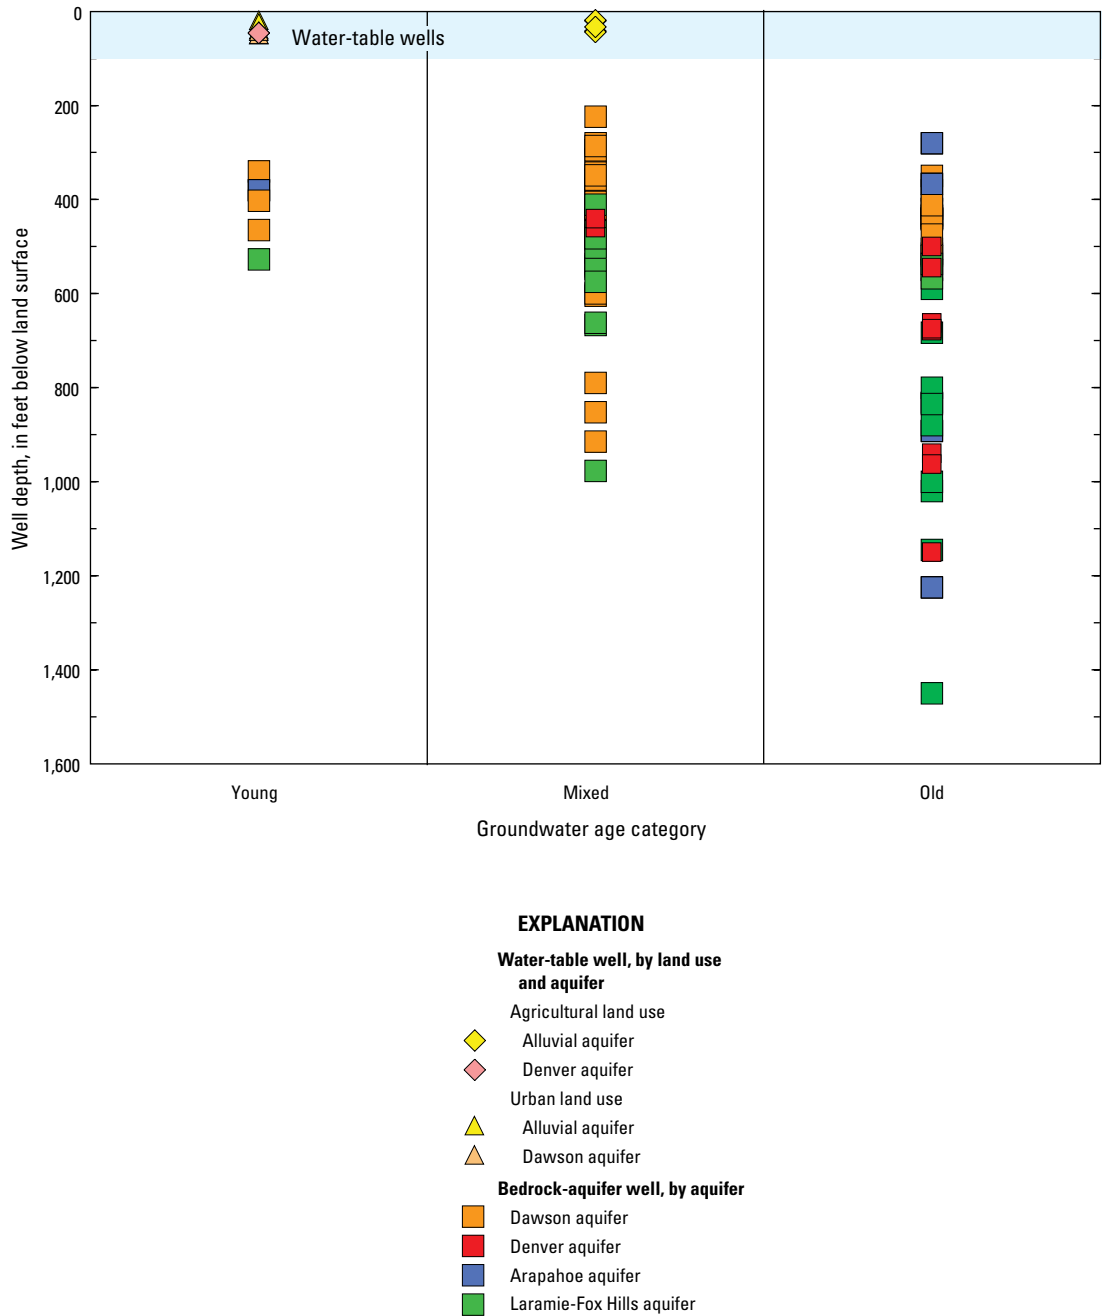 0
200
400
600
800
1,000
1,200
1,400
1,600
Well depth, in feet below land surface
Water-table wells
Young
Mixed
Old
Groundwater age category
EXPLANATION
Water-table well, by land use
and aquifer
Agricultural land use
Alluvial aquifer
Denver aquifer
Urban land use
Alluvial aquifer
Dawson aquifer
Bedrock-aquifer well, by aquifer
Dawson aquifer
Denver aquifer
Arapahoe aquifer
Laramie-Fox Hills aquifer